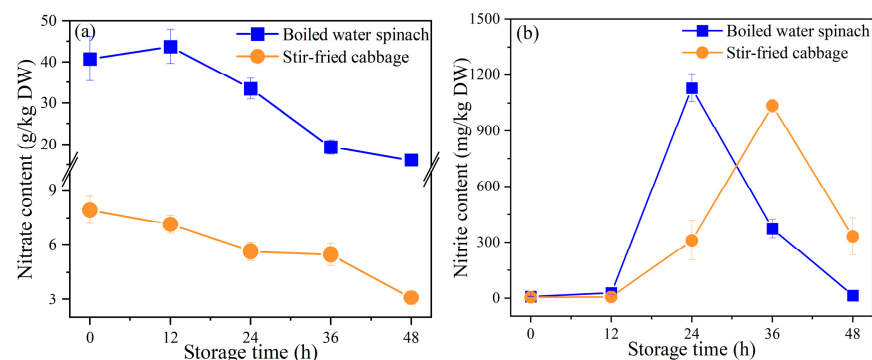 (a)
Boiled water spinach
Stir-fried cabbage
Nitrate content (g/kg DW)
50
40
30
20
9
6
3
0 12 24 36 48
Storage time (h)
(b)
Boiled water spinach
Stir-fried cabbage
Nitrite content (mg/kg DW)
1500
1200
900
600
300
0
0 12 24 36 48
Storage time (h)